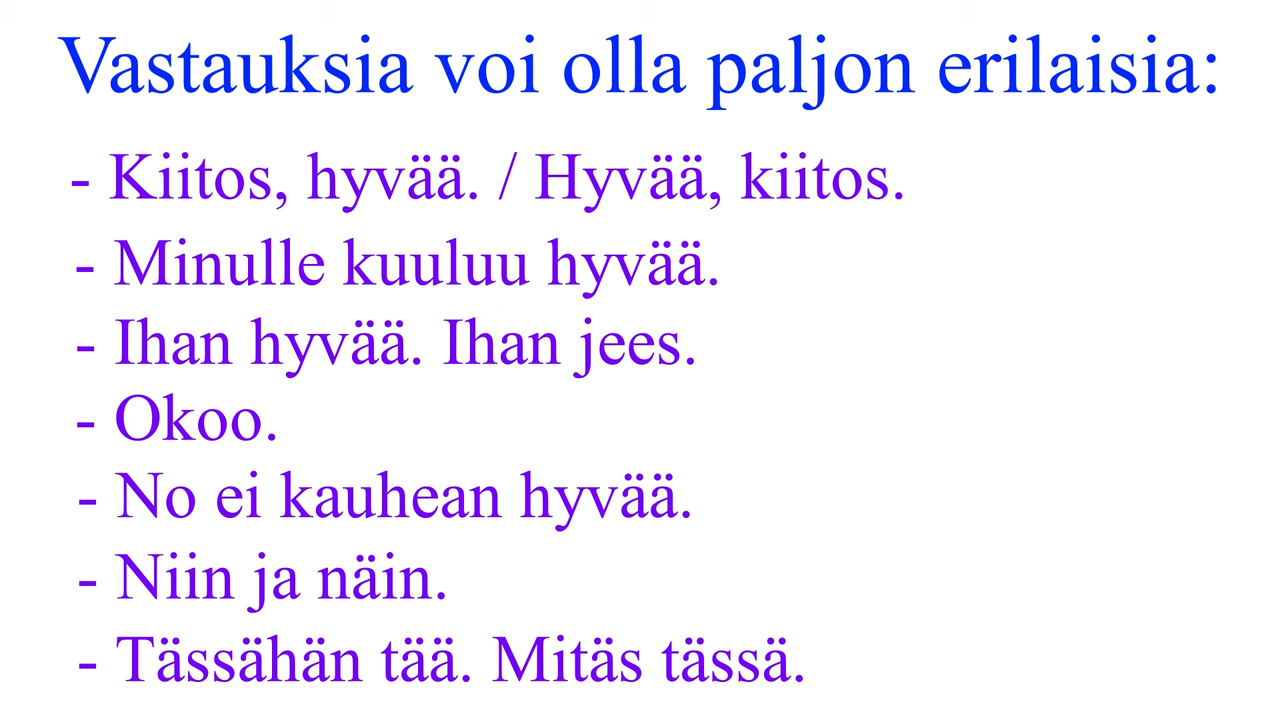 Vastauksia voi olla paljon erilaisia:
- Kiitos, hyvää. / Hyvää, kiitos.
- Minulle kuuluu hyvää.
- Ihan hyvää. Ihan jees.
- Okoo.
- No ei kauhean hyvää.
- Niin ja näin.
- Tässähän tää. Mitäs tässä.